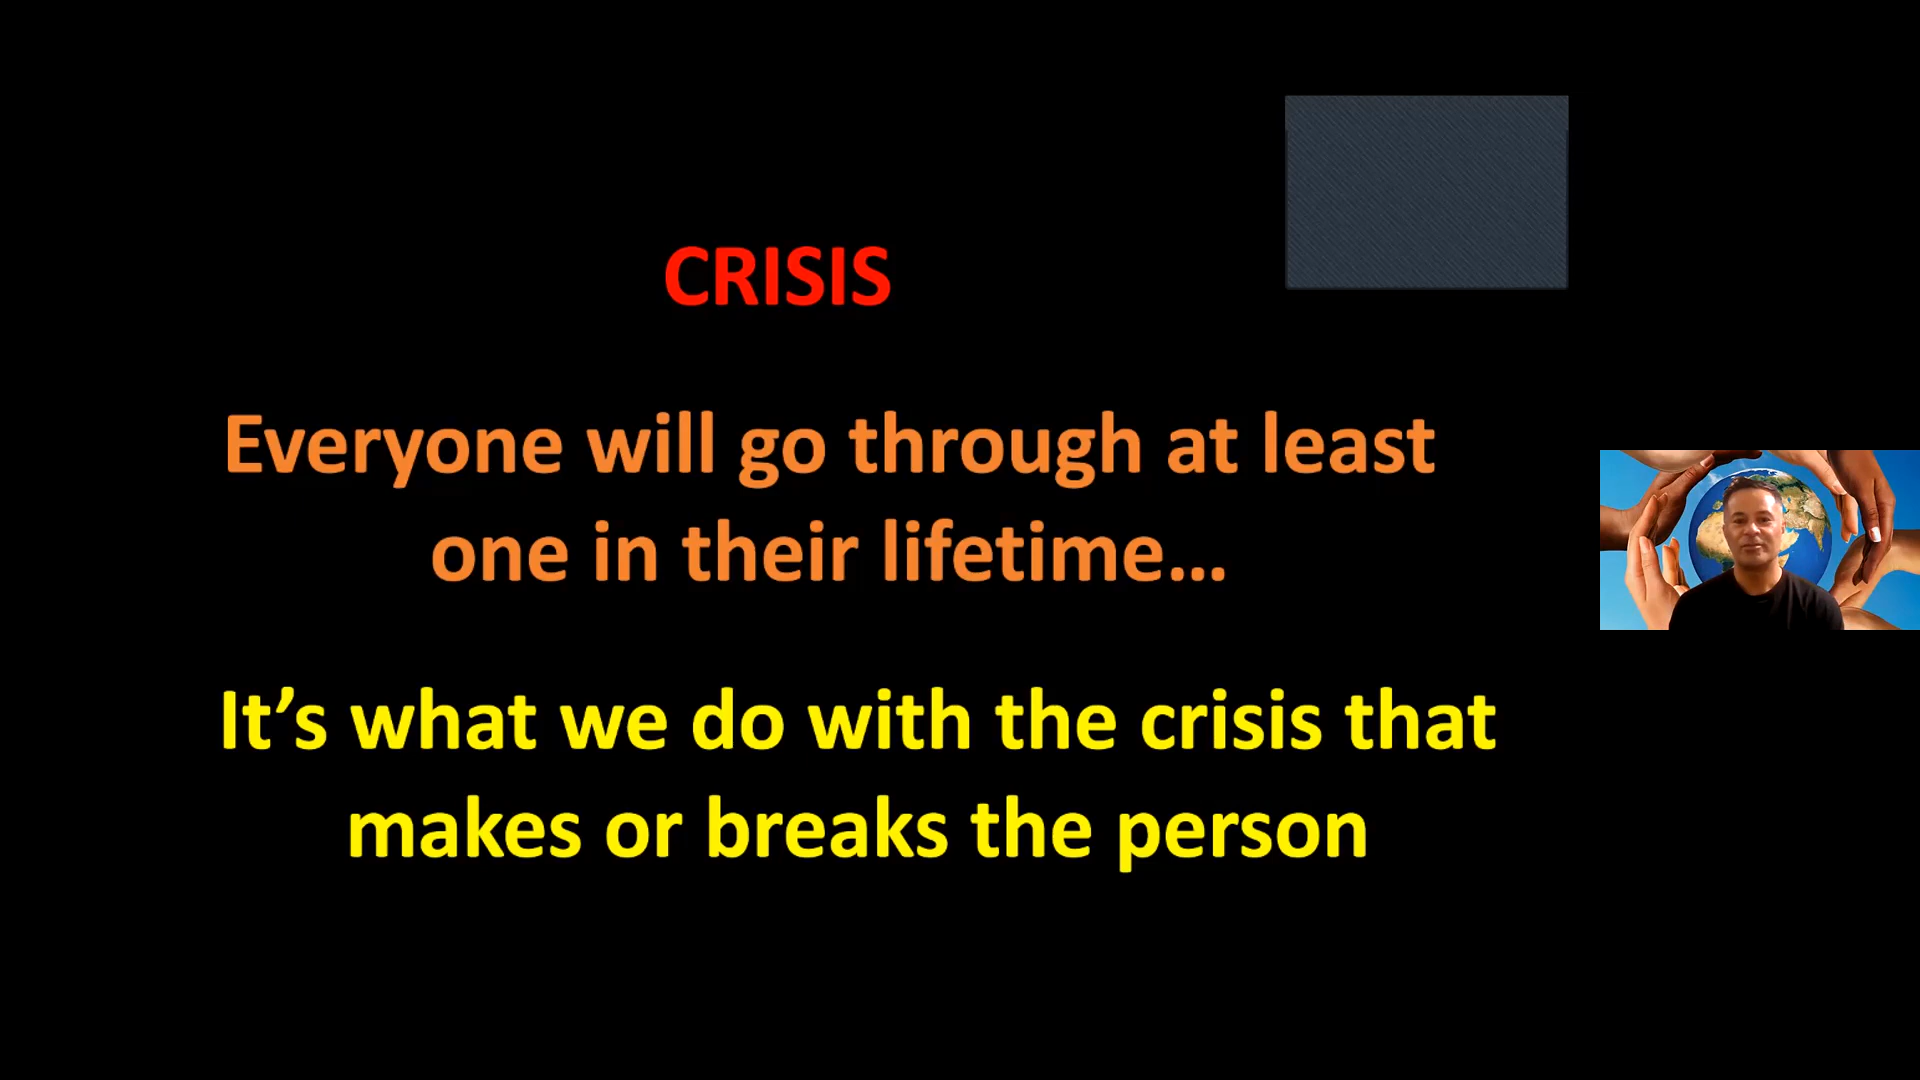 CRISIS
Everyone will go through at least
one in their lifetime…
It’s what we do with the crisis that
makes or breaks the person